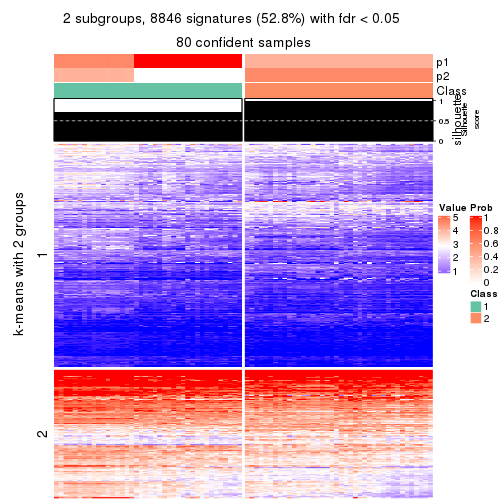 2 subgroups, 8846 signatures (52.8%) with fdr < 0.05
80 confident samples
p1
p2
Class
silhouette
Silhouette
score
1
0.5
0
k-means with 2 groups
1
2
Value
5
4
3
2
1
Prob
1
0.8
0.6
0.4
0.2
0
Class
1
2